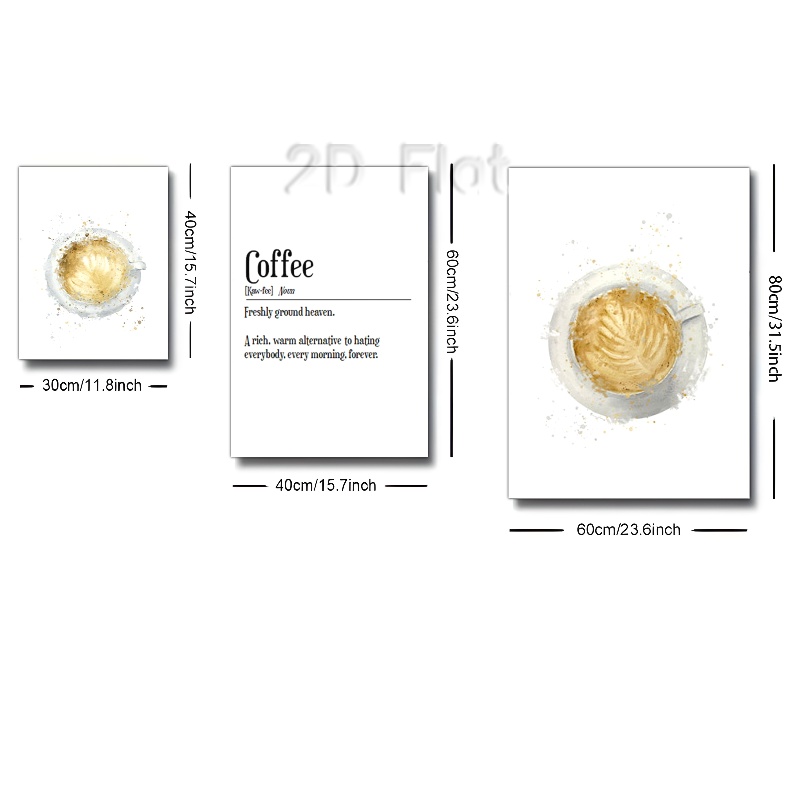 2D Flat
40cm/15.7inch
30cm/11.8inch
Coffee
[Kaw-fee] Noun
Freshly ground heaven.
A rich, warm alternative to hating
everybody, every morning, forever.
60cm/23.6inch
40cm/15.7inch
80cm/31.5inch
60cm/23.6inch